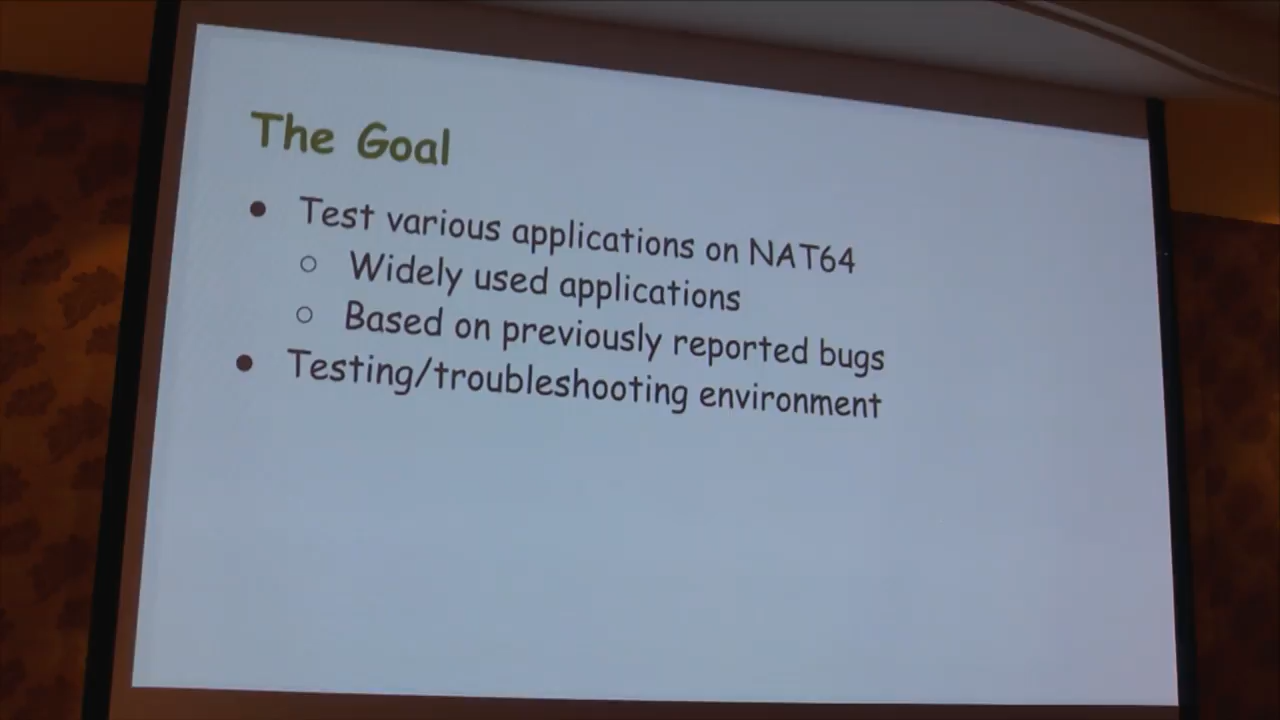 The Goal
● Test various applications on NAT64
○ Widely used applications
○ Based on previously reported bugs
● Testing/troubleshooting environment